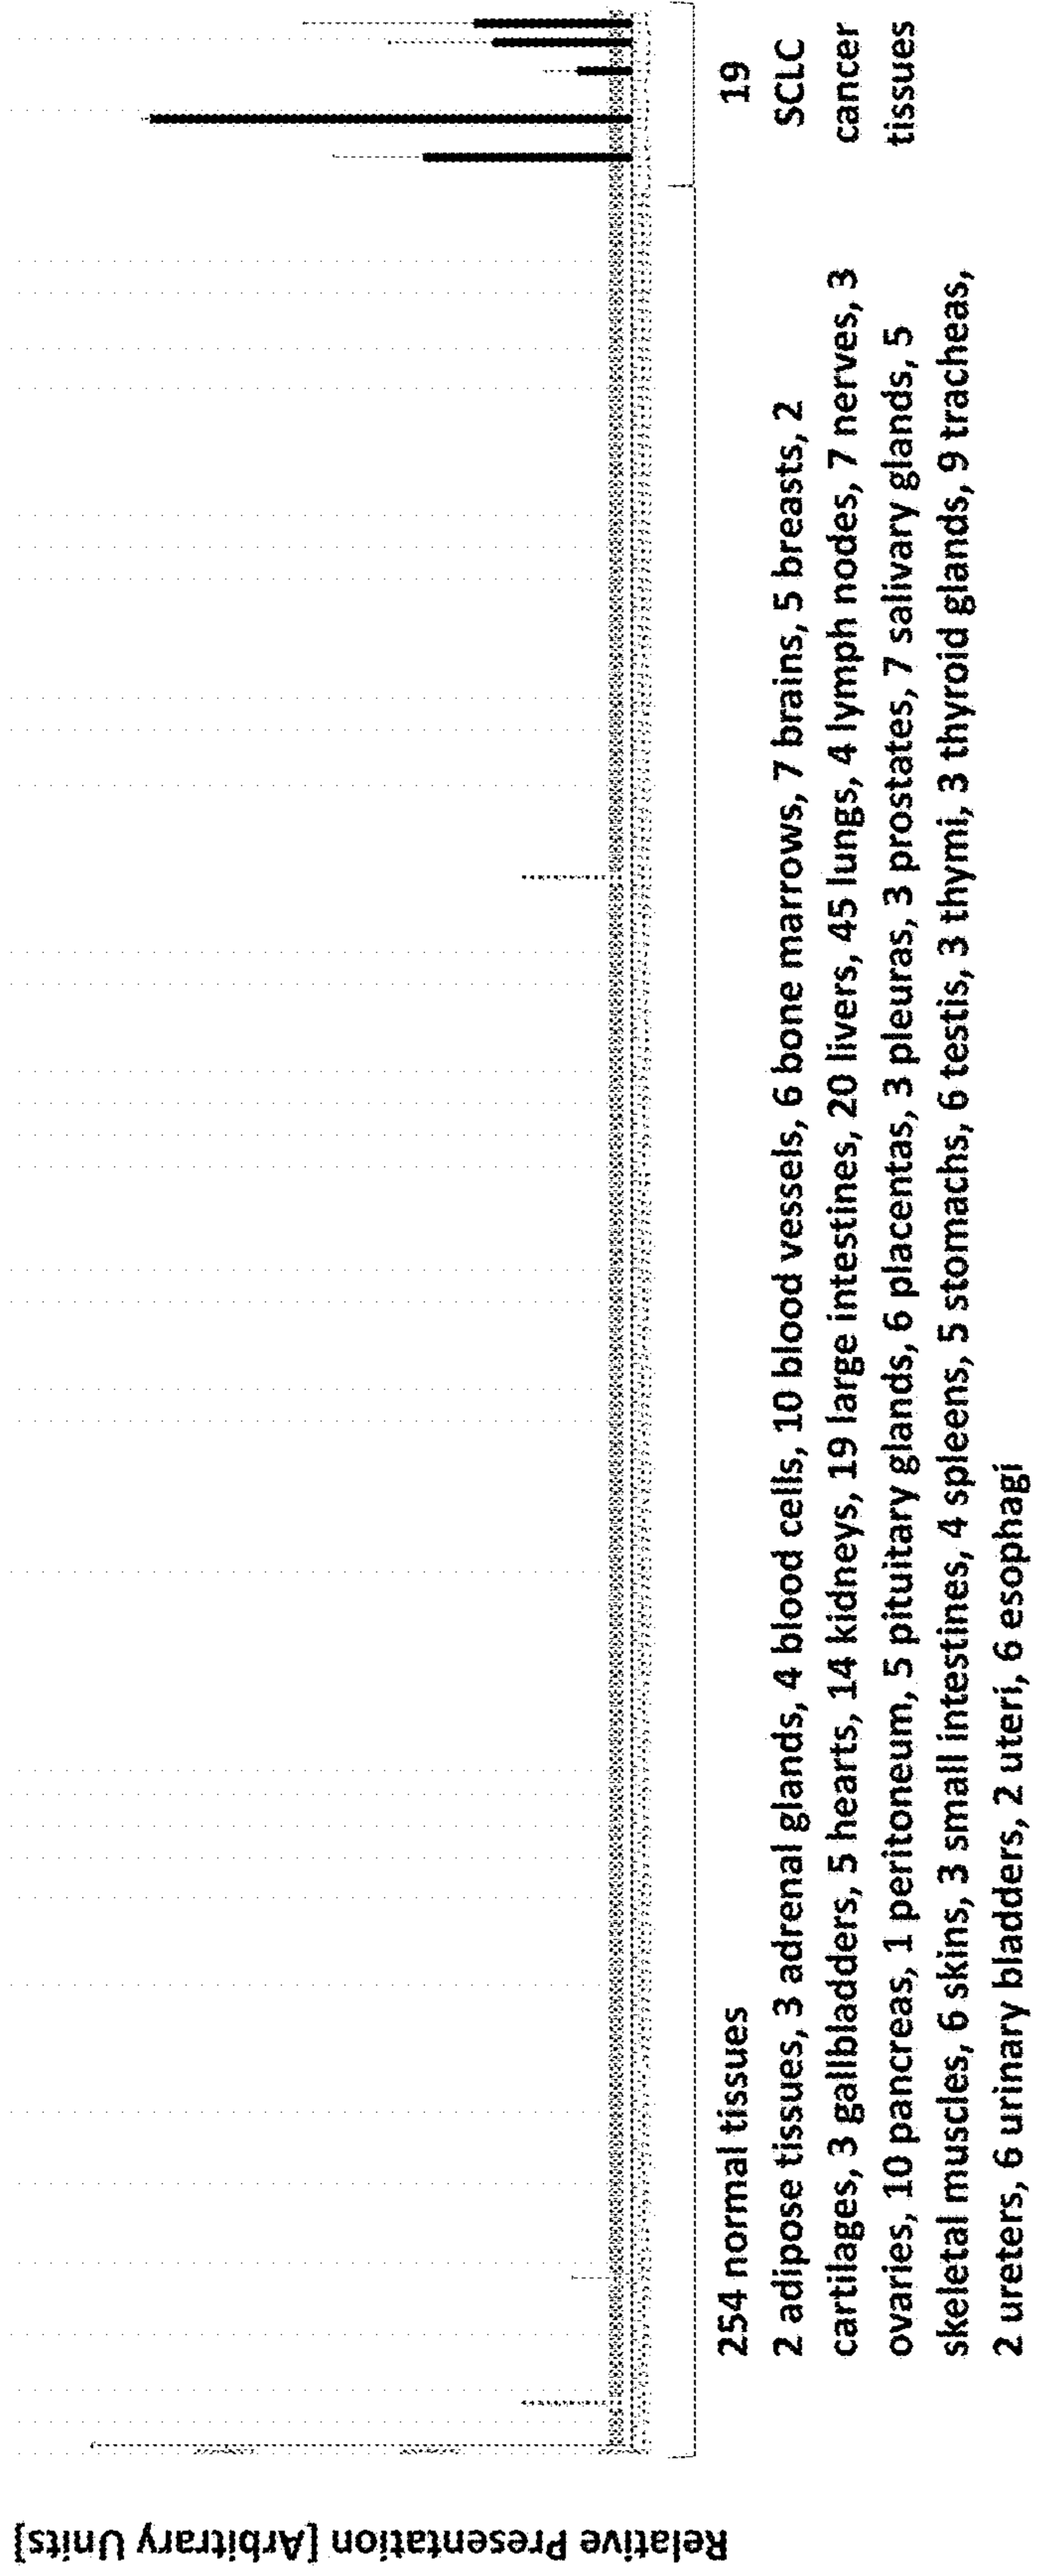 Relative Presentation [Arbitrary Units]
254 normal tissues
2 adipose tissues, 3 adrenal glands, 4 blood cells, 10 blood vessels, 6 bone marrows, 7 brains, 5 breasts, 2
cartilages, 3 gallbladders, 5 hearts, 14 kidneys, 19 large intestines, 20 livers, 45 lungs, 4 lymph nodes, 7 nerves, 3
ovaries, 10 pancreas, 1 peritoneum, 5 pituitary glands, 6 placentas, 3 pleuras, 3 prostates, 7 salivary glands, 5
skeletal muscles, 6 skins, 3 small intestines, 4 spleens, 5 stomachs, 6 testis, 3 thymi, 3 thyroid glands, 9 tracheas,
2 ureters, 6 urinary bladders, 2 uteri, 6 esophagi
19
SCLC
cancer
tissues